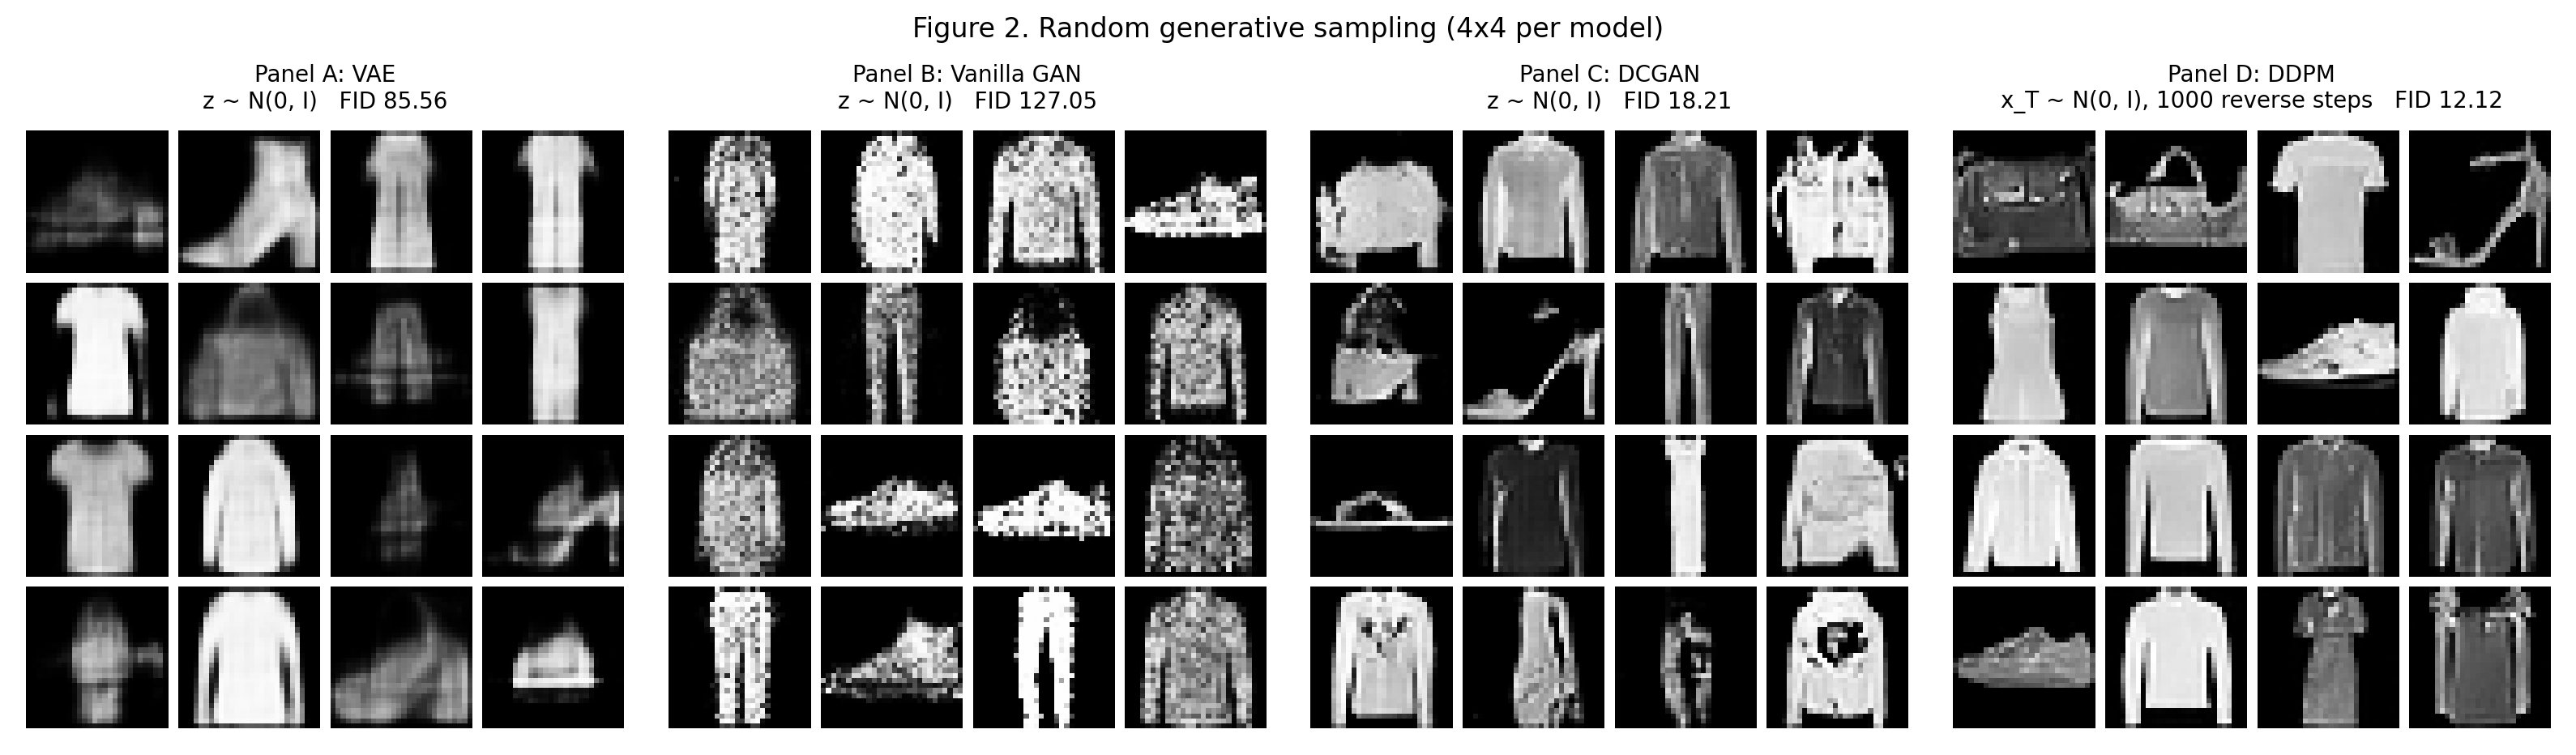 Figure 2. Random generative sampling (4x4 per model)
Panel A: VAE
z ~ N(0, I)   FID 85.56
Panel B: Vanilla GAN
z ~ N(0, I)   FID 127.05
Panel C: DCGAN
z ~ N(0, I)   FID 18.21
Panel D: DDPM
x_T ~ N(0, I), 1000 reverse steps   FID 12.12